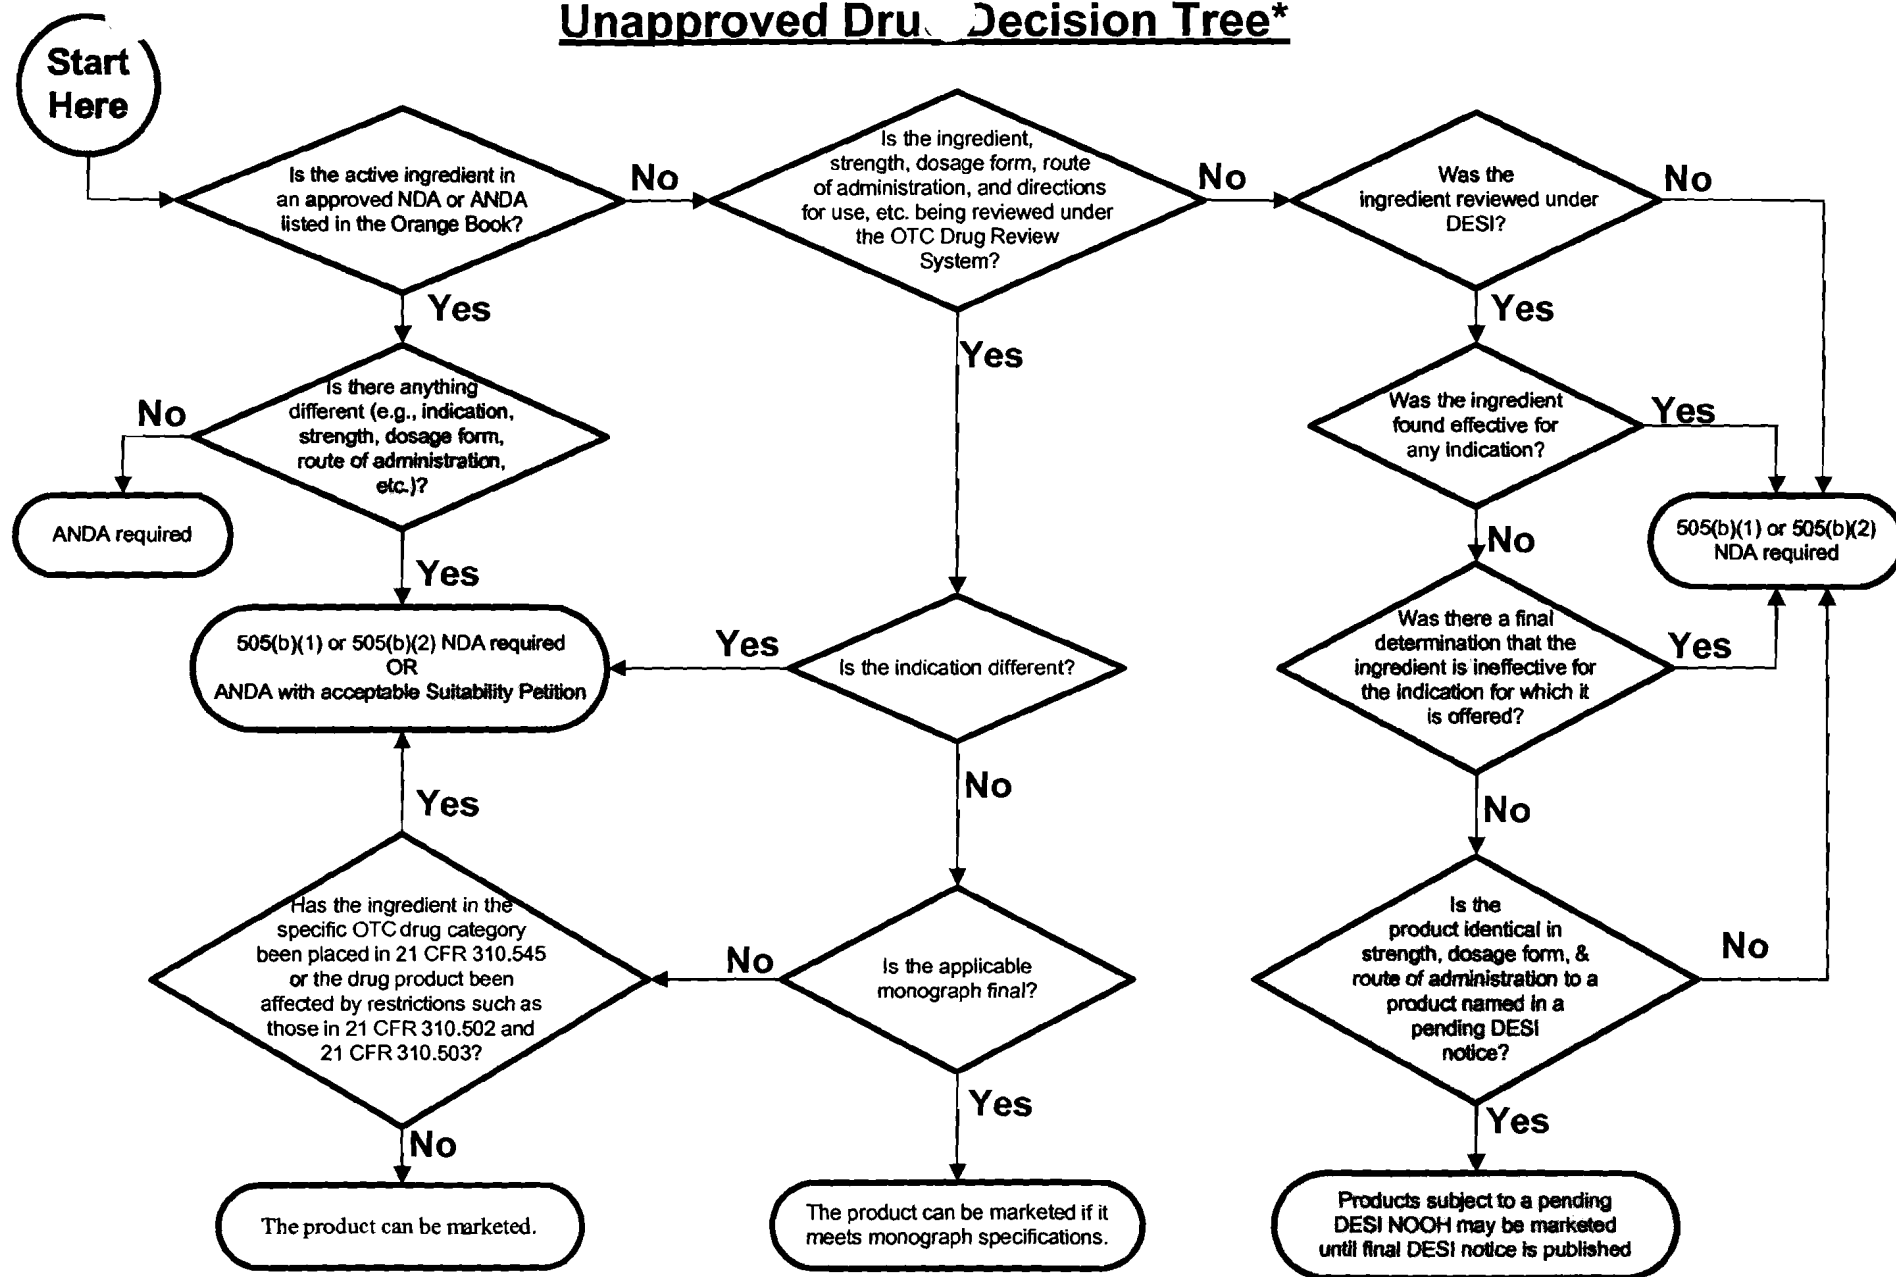 Unapproved Dru Decision Tree*
Start
Here
Is the active ingredient in
an approved NDA or ANDA
listed in the Orange Book?
No
Is the ingredient,
strength, dosage form, route
of administration, and directions
for use, etc. being reviewed under
the OTC Drug Review
System?
No
Was the
ingredient reviewed under
DESI?
No
Yes
Yes
Yes
Is there anything
different (e.g., indication,
strength, dosage form,
route of administration,
etc.)?
No
ANDA required
Yes
Was the ingredient
found effective for
any indication?
Yes
No
505(b)(1) or 505(b)(2)
NDA required
505(b)(1) or 505(b)(2) NDA required
OR
ANDA with acceptable Suitability Petition
Yes
Is the indication different?
Was there a final
determination that the
ingredient is ineffective for
the indication for which it
is offered?
Yes
Yes
No
No
Has the ingredient in the
specific OTC drug category
been placed in 21 CFR 310.545
or the drug product been
affected by restrictions such as
those in 21 CFR 310.502 and
21 CFR 310.503?
No
Is the applicable
monograph final?
Is the
product identical in
strength, dosage form, &
route of administration to a
product named in a
pending DESI
notice?
No
No
Yes
Yes
The product can be marketed.
The product can be marketed if it
meets monograph specifications.
Products subject to a pending
DESI NOOH may be marketed
until final DESI notice is published